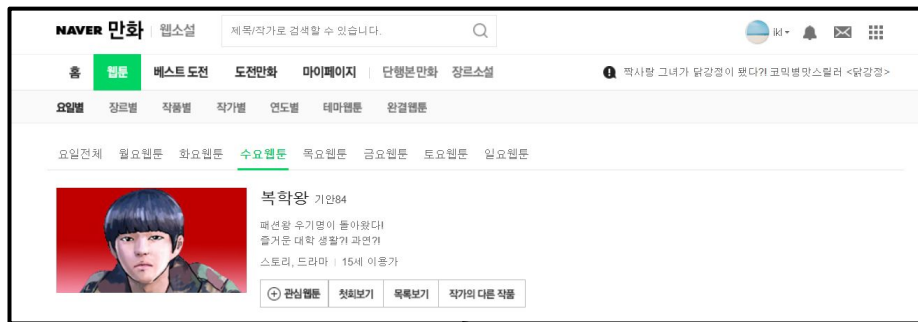 NAVER 만화 웹소설 제목/작가로 검색할 수 있습니다. ikl
홈 웹툰 베스트 도전 도전만화 마이페이지 단행본만화 장르소설 짝사랑 그녀가 닭강정이 됐다?! 코믹병맛스릴러 <닭강정>
요일별 장르별 작품별 작가별 연도별 테마웹툰 완결웹툰
요일전체 월요웹툰 화요웹툰 수요웹툰 목요웹툰 금요웹툰 토요웹툰 일요웹툰
복학왕 기안84
패션왕 우기명이 돌아왔다!
즐거운 대학 생활?! 과연?!
스토리, 드라마 | 15세 이용가
관심웹툰 첫회보기 목록보기 작가의 다른 작품